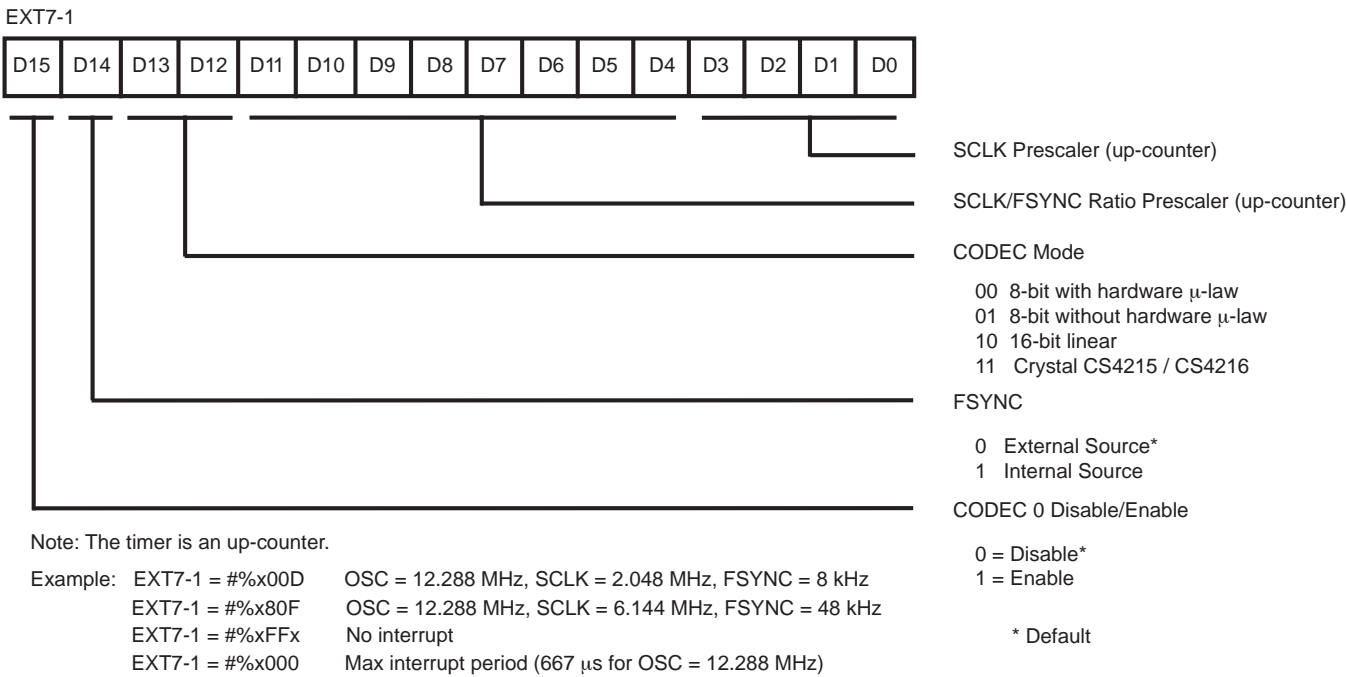 EXT7-1
D15 D14 D13 D12 D11 D10 D9 D8 D7 D6 D5 D4 D3 D2 D1 D0
SCLK Prescaler (up-counter)
SCLK/FSYNC Ratio Prescaler (up-counter)
CODEC Mode
00 8-bit with hardware μ-law
01 8-bit without hardware μ-law
10 16-bit linear
11 Crystal CS4215 / CS4216
FSYNC
0 External Source*
1 Internal Source
CODEC 0 Disable/Enable
0 = Disable*
1 = Enable
* Default
Note: The timer is an up-counter.
Example: EXT7-1 = #%x00D OSC = 12.288 MHz, SCLK = 2.048 MHz, FSYNC = 8 kHz
EXT7-1 = #%x80F OSC = 12.288 MHz, SCLK = 6.144 MHz, FSYNC = 48 kHz
EXT7-1 = #%xFFx No interrupt
EXT7-1 = #%x000 Max interrupt period (667 μs for OSC = 12.288 MHz)